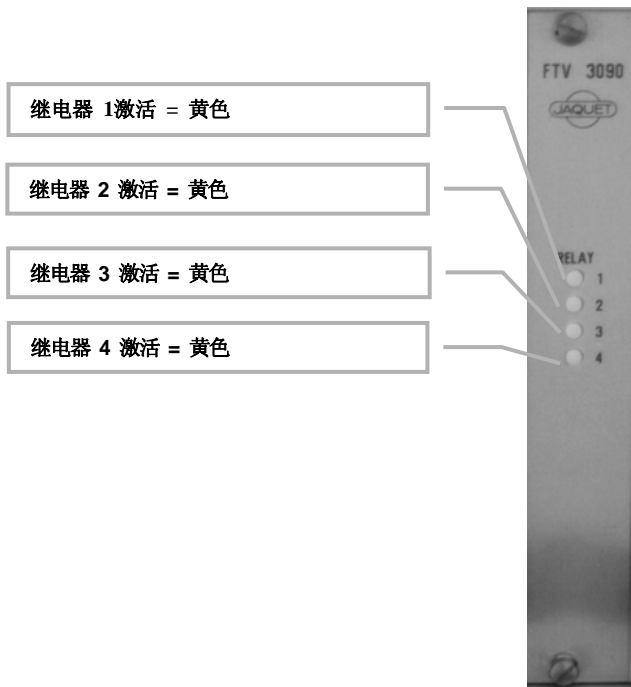 FTV 3090
JAQUET
继电器 1激活 = 黄色
继电器 2 激活 = 黄色
继电器 3 激活 = 黄色
继电器 4 激活 = 黄色
RELAY
1
2
3
4